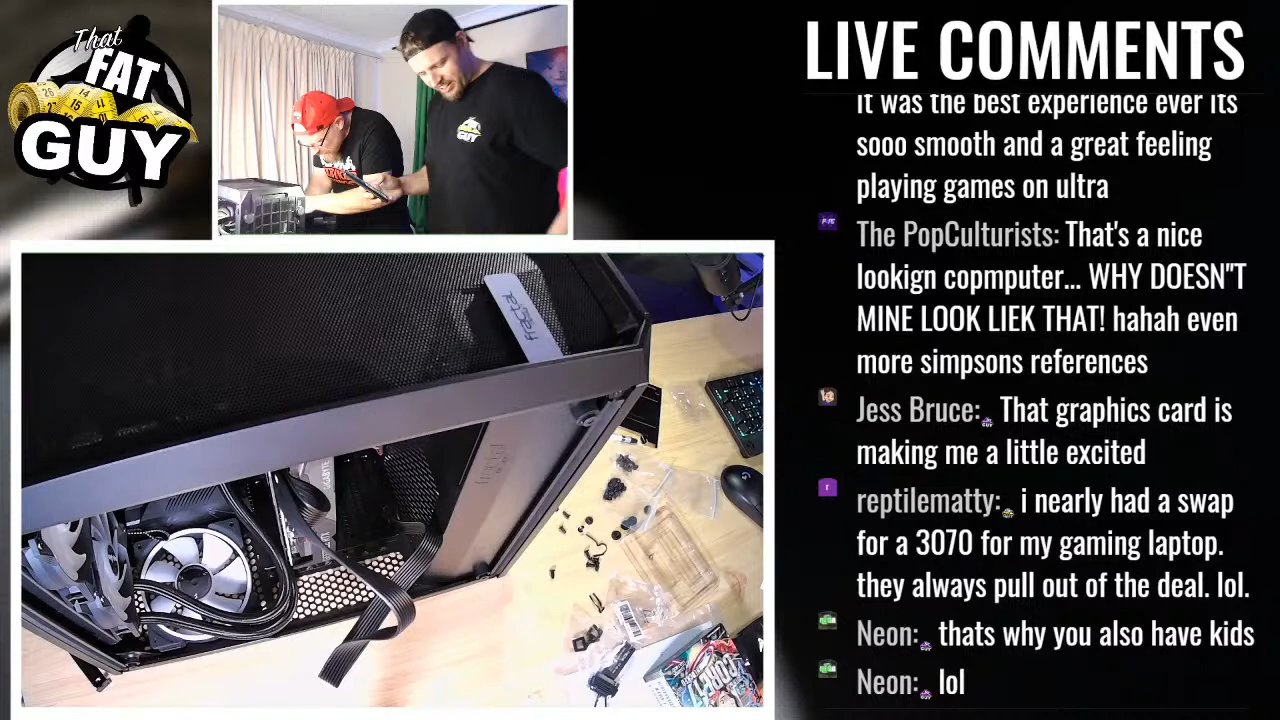 That
FAT
GUY
LIVE COMMENTS
It was the best experience ever its
sooo smooth and a great feeling
playing games on ultra
The PopCulturists: That's a nice
lookign copmputer... WHY DOESN"T
MINE LOOK LIEK THAT! hahah even
more simpsons references
Jess Bruce: That graphics card is
making me a little excited
reptilematty: i nearly had a swap
for a 3070 for my gaming laptop.
they always pull out of the deal. lol.
Neon: thats why you also have kids
Neon: lol
fractal
GIGABYTE